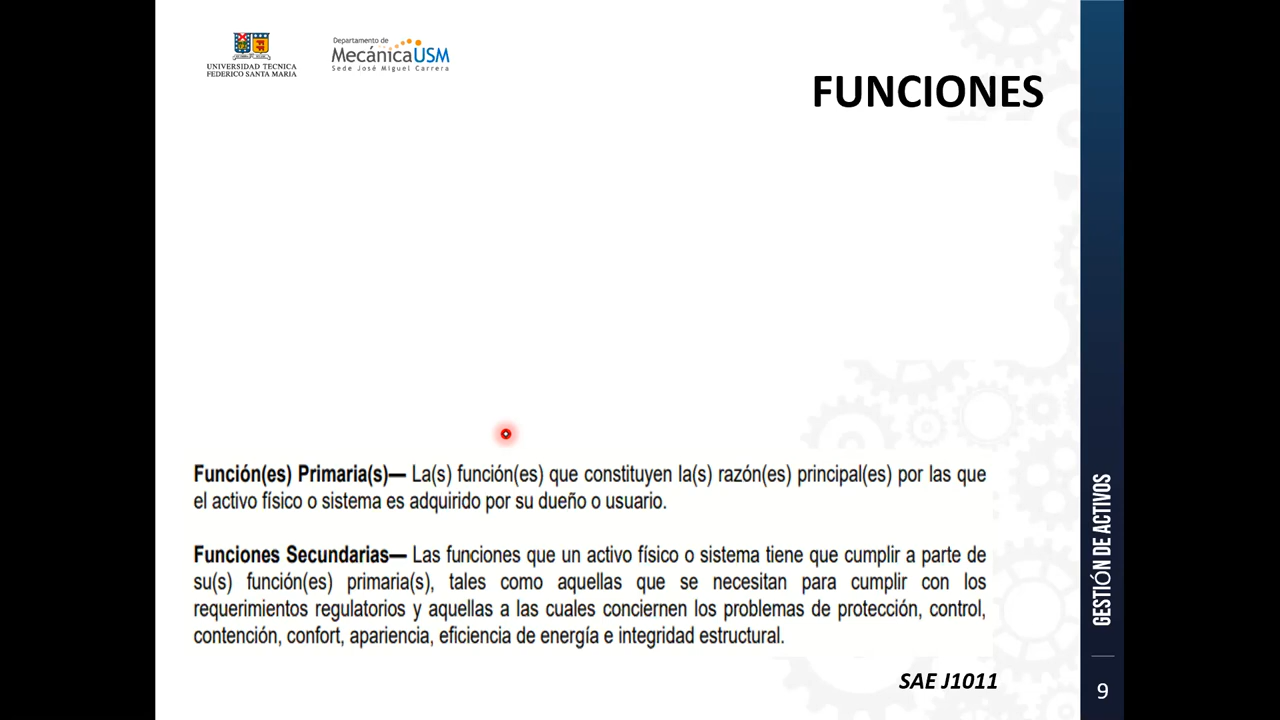 UNIVERSIDAD TECNICA
FEDERICO SANTA MARIA
Departamento de
MecánicaUSM
Sede José Miguel Carrera
FUNCIONES
Función(es) Primaria(s)— La(s) función(es) que constituyen la(s) razón(es) principal(es) por las que
el activo físico o sistema es adquirido por su dueño o usuario.
Funciones Secundarias— Las funciones que un activo físico o sistema tiene que cumplir a parte de
su(s) función(es) primaria(s), tales como aquellas que se necesitan para cumplir con los
requerimientos regulatorios y aquellas a las cuales conciernen los problemas de protección, control,
contención, confort, apariencia, eficiencia de energía e integridad estructural.
SAE J1011
GESTIÓN DE ACTIVOS
9